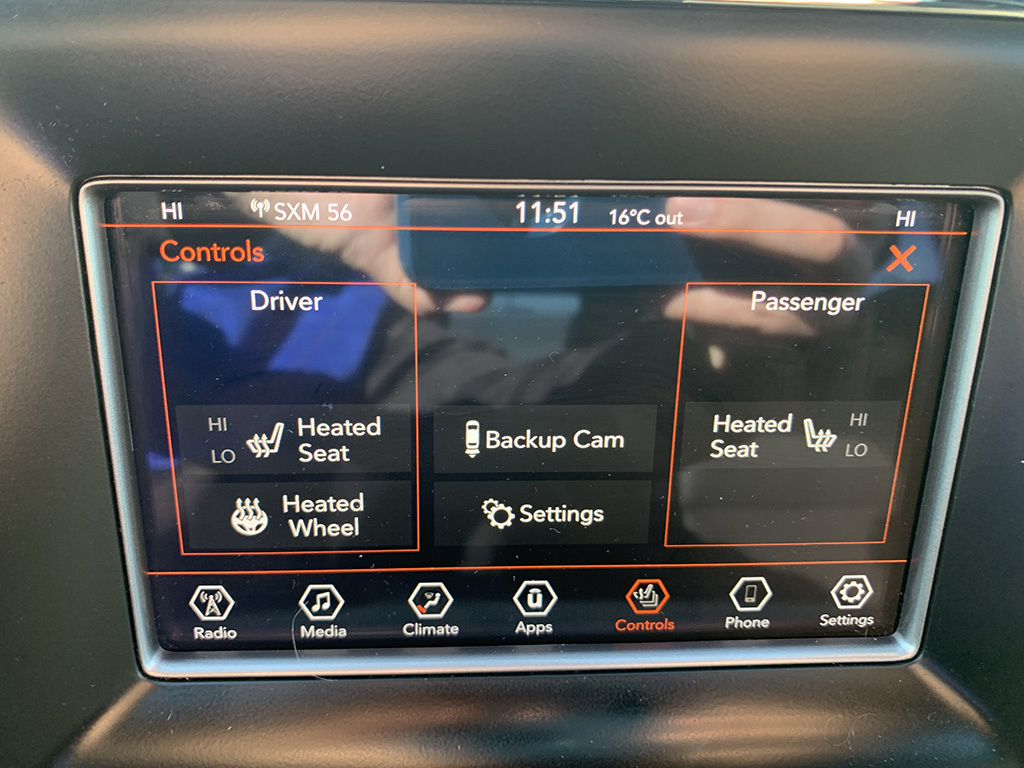 HI SXM 56 11:51 16°C out HI
Controls
Driver
Passenger
HI
LO
Heated
Seat
Heated
Wheel
Backup Cam
Settings
Heated
Seat
HI
LO
Radio Media Climate Apps Controls Phone Settings